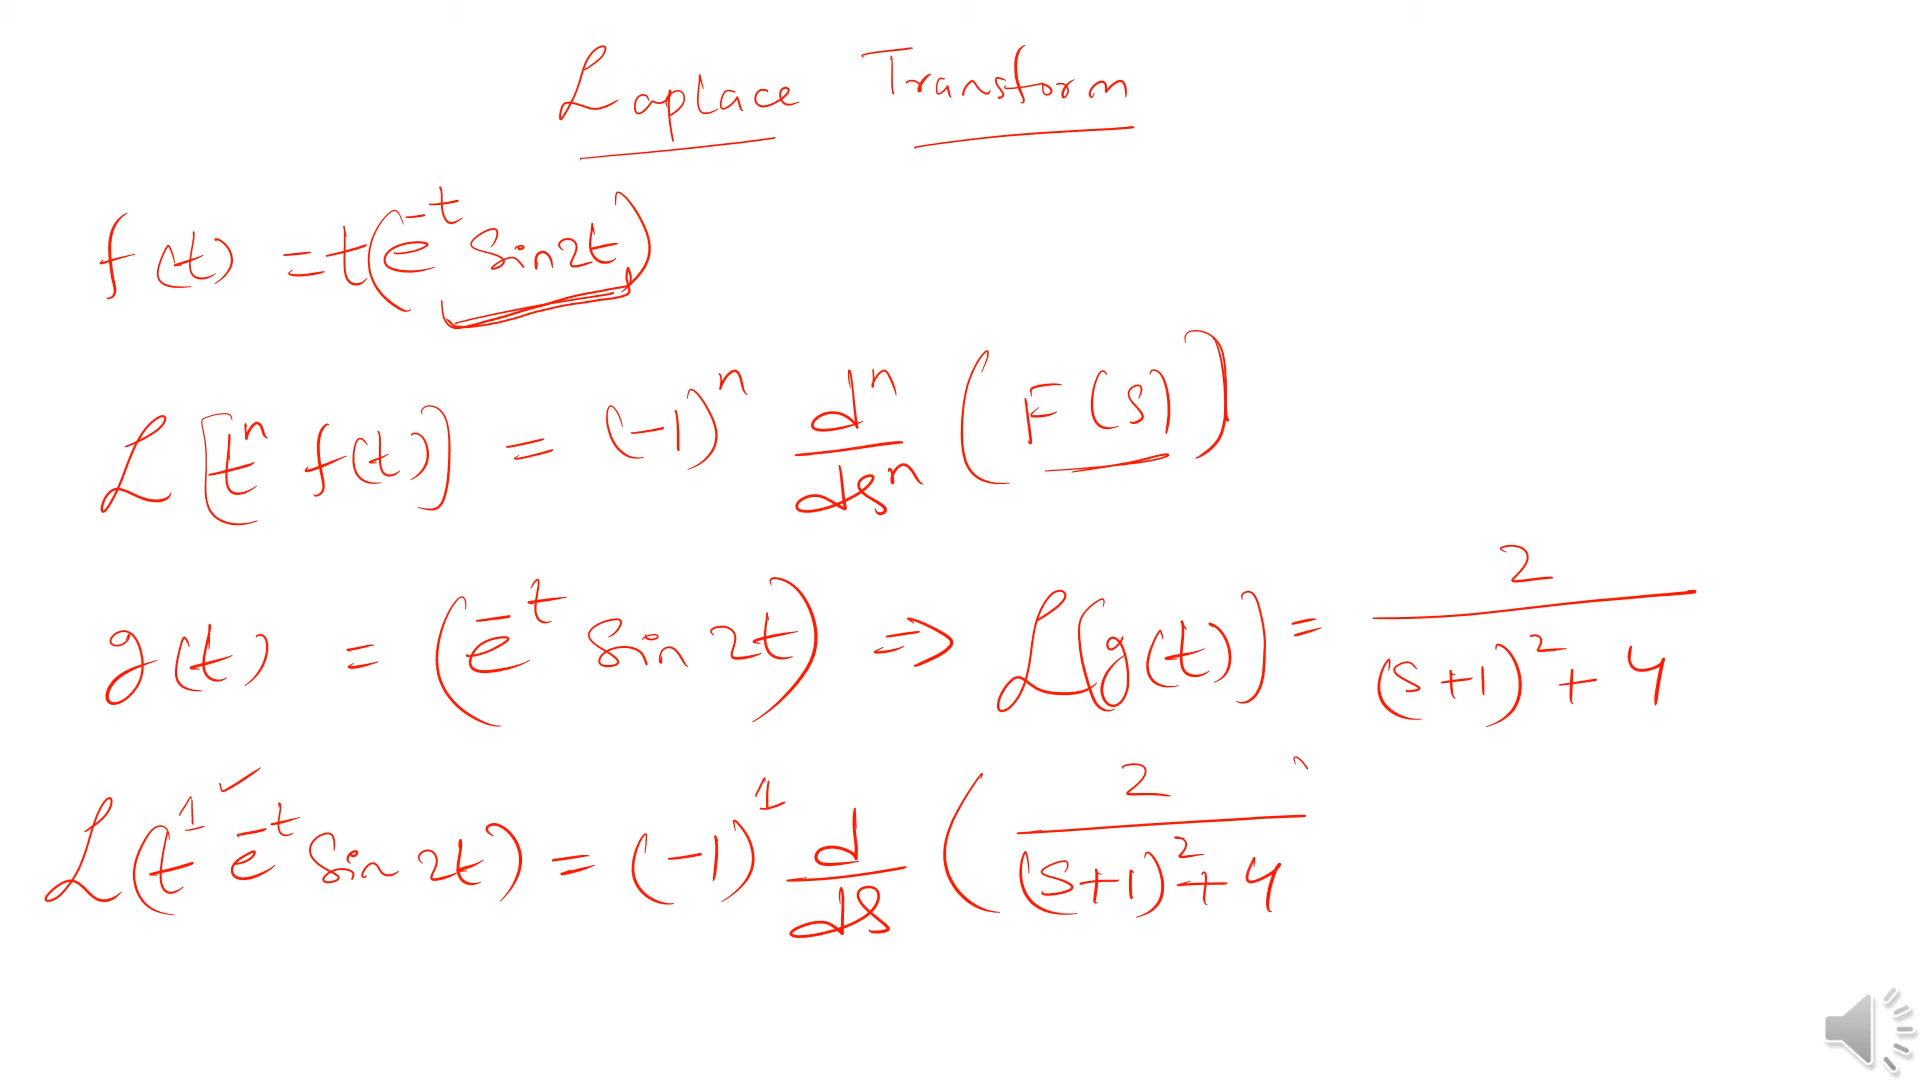 Laplace Transform
f(t) = t(e^-t Sin2t)
ℒ[t^n f(t)] = (-1)^n d^n/ds^n (F(s))
g(t) = (e^-t Sin 2t) => ℒ[g(t)] = 2/((s+1)^2 + 4)
ℒ(t^1 e^-t Sin 2t) = (-1)^1 d/ds (2/((s+1)^2 + 4)